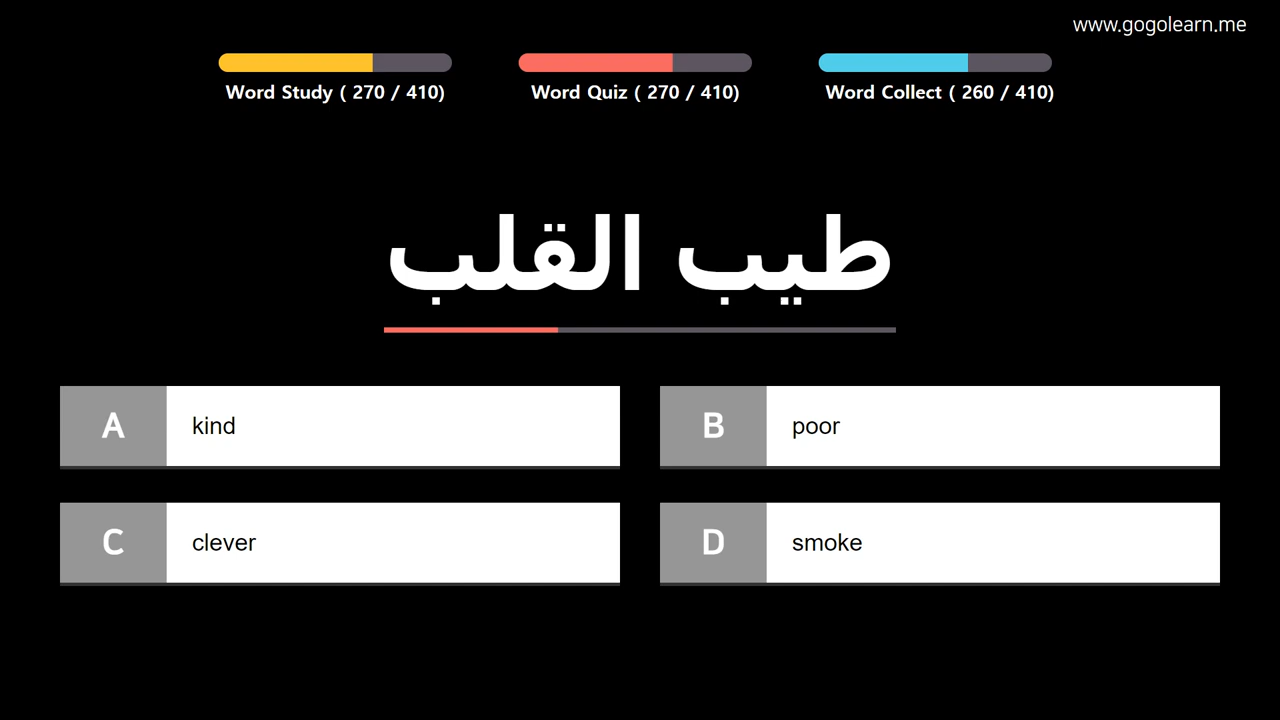 www.gogolearn.me
Word Study ( 270 / 410)
Word Quiz ( 270 / 410)
Word Collect ( 260 / 410)
طيب القلب
A kind
B poor
C clever
D smoke